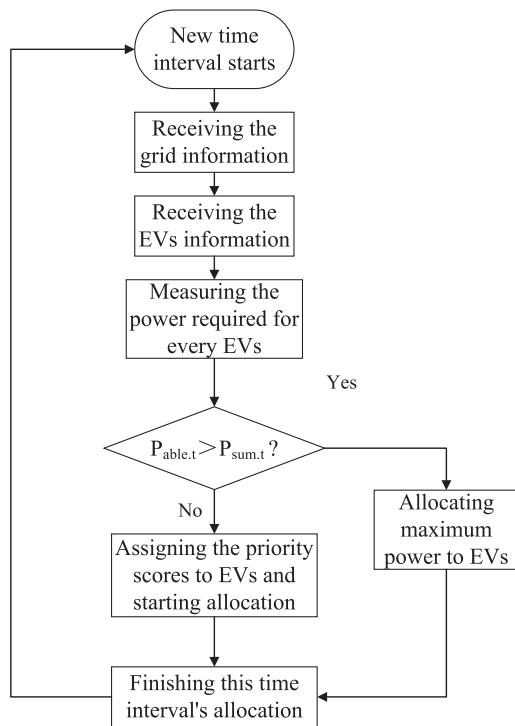 New time
interval starts
Receiving the
grid information
Receiving the
EVs information
Measuring the
power required for
every EVs
Yes
Pable.t>Psum.t ?
No
Allocating
maximum
power to EVs
Assigning the priority
scores to EVs and
starting allocation
Finishing this time
interval's allocation